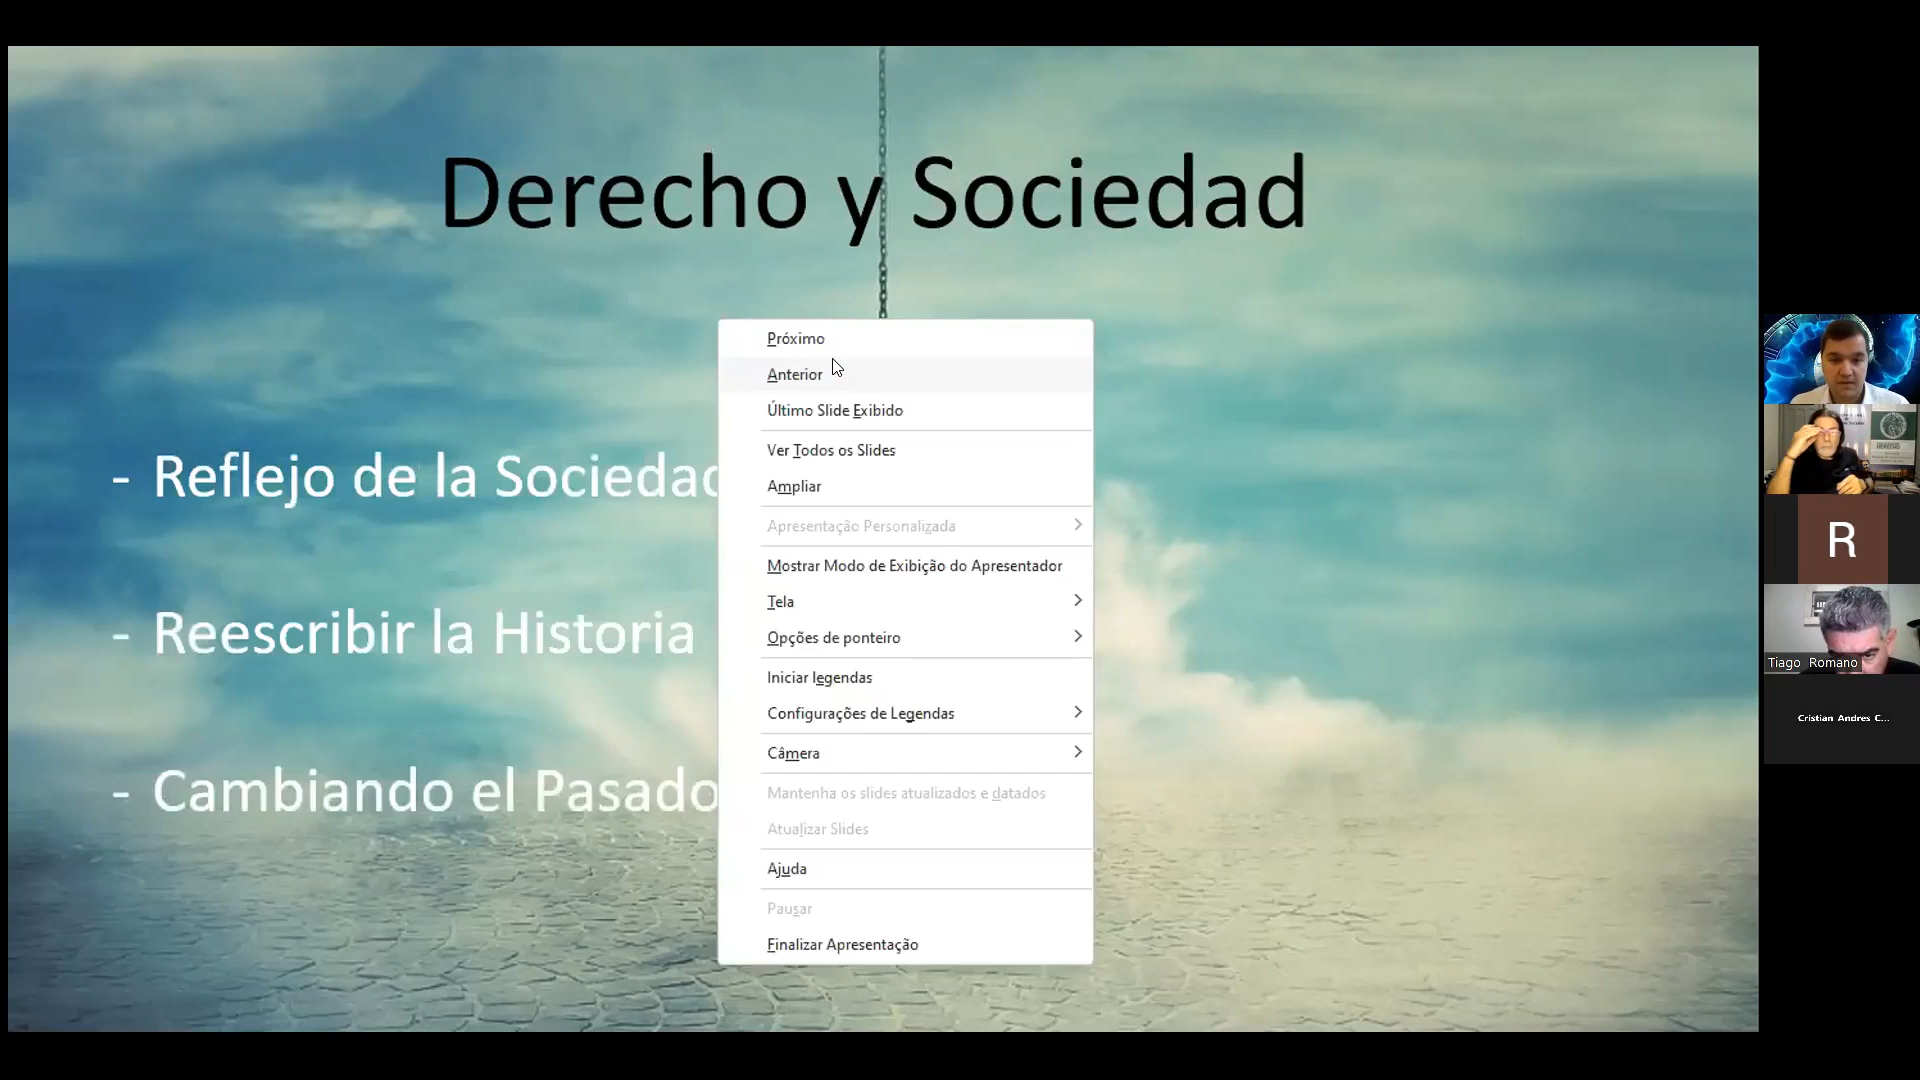 Derecho y Sociedad
- Reflejo de la Sociedad
- Reescribir la Historia
- Cambiando el Pasado
Próximo
Anterior
Último Slide Exibido
Ver Todos os Slides
Ampliar
Apresentação Personalizada
Mostrar Modo de Exibição do Apresentador
Tela
Opções de ponteiro
Iniciar legendas
Configurações de Legendas
Câmera
Mantenha os slides atualizados e datados
Atualizar Slides
Ajuda
Pausar
Finalizar Apresentação
R
Tiago Romano
Cristian Andres C...